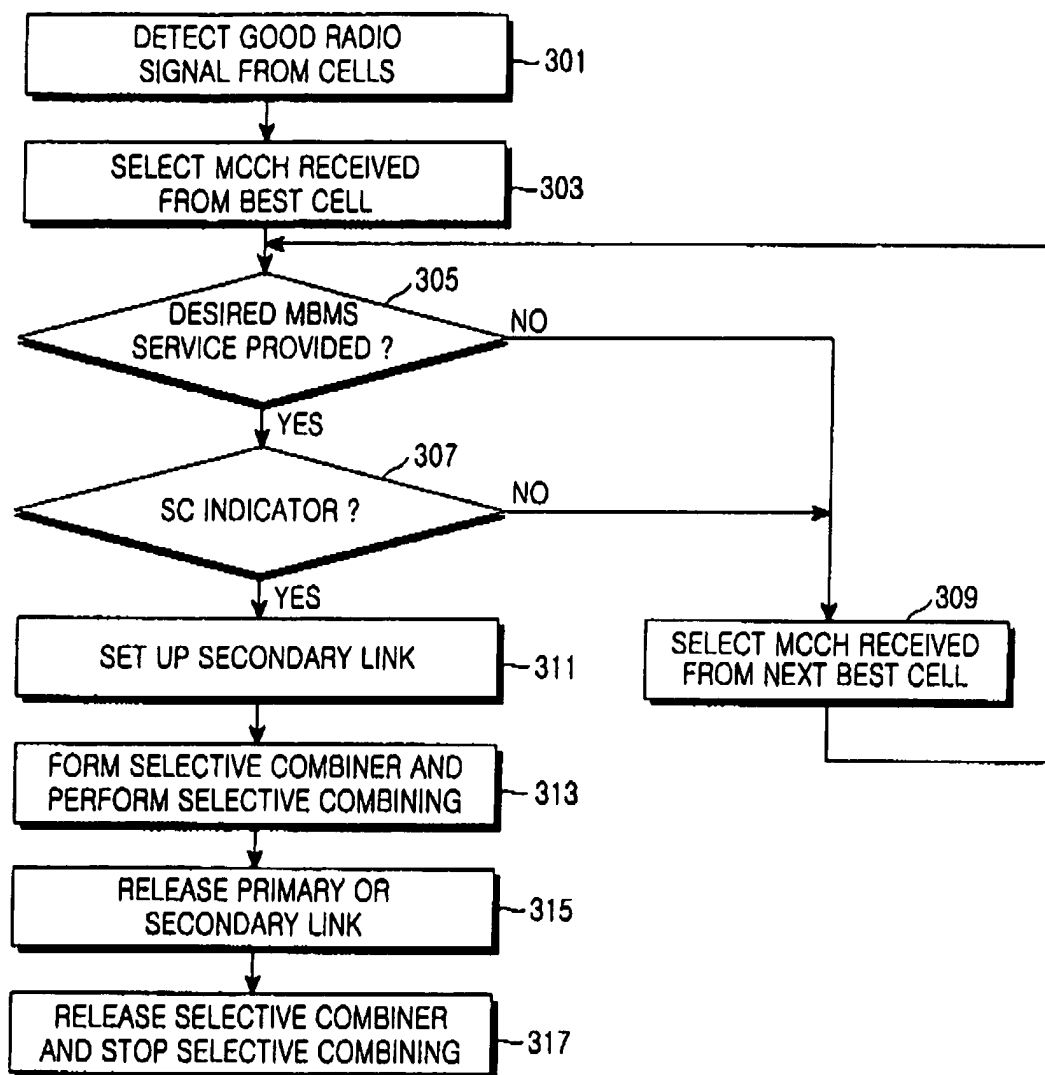 DETECT GOOD RADIO
SIGNAL FROM CELLS
301
SELECT MCCH RECEIVED
FROM BEST CELL
303
305
DESIRED MBMS
SERVICE PROVIDED ?
NO
YES
307
SC INDICATOR ?
NO
YES
309
SELECT MCCH RECEIVED
FROM NEXT BEST CELL
SET UP SECONDARY LINK
311
FORM SELECTIVE COMBINER AND
PERFORM SELECTIVE COMBINING
313
RELEASE PRIMARY OR
SECONDARY LINK
315
RELEASE SELECTIVE COMBINER
AND STOP SELECTIVE COMBINING
317